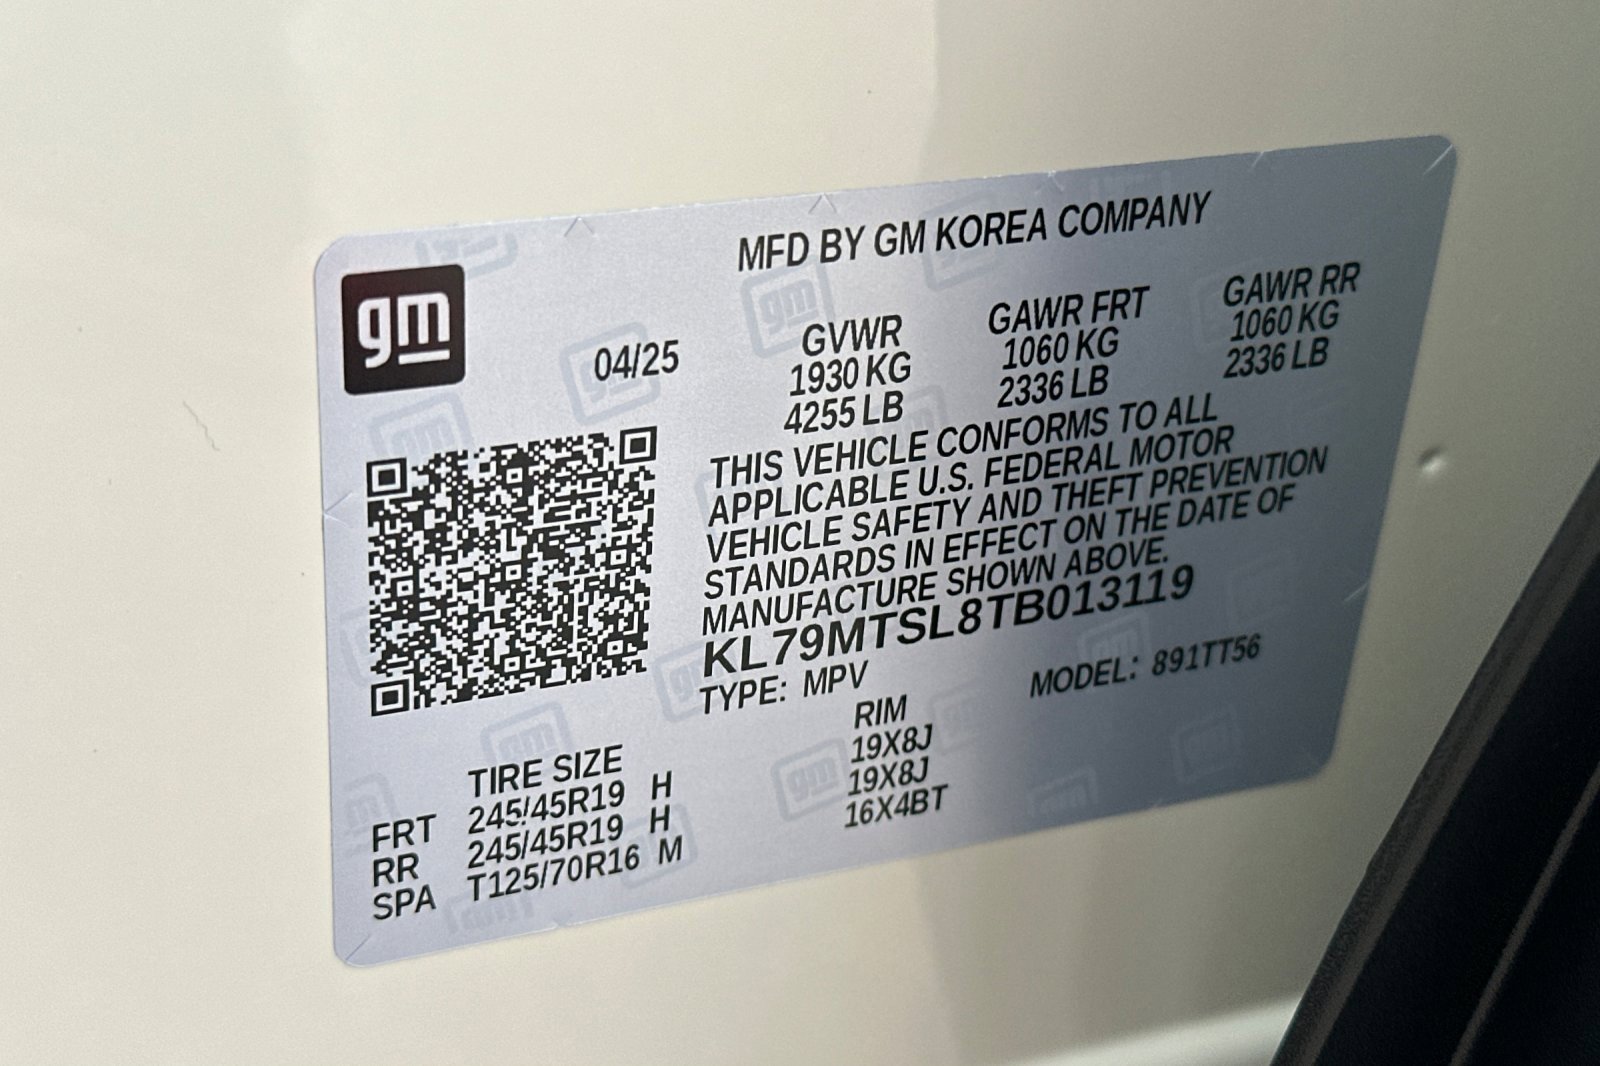 gm
MFD BY GM KOREA COMPANY
04/25
GVWR GAWR FRT GAWR RR
1930 KG 1060 KG 1060 KG
4255 LB 2336 LB 2336 LB
THIS VEHICLE CONFORMS TO ALL
APPLICABLE U.S. FEDERAL MOTOR
VEHICLE SAFETY AND THEFT PREVENTION
STANDARDS IN EFFECT ON THE DATE OF
MANUFACTURE SHOWN ABOVE.
KL79MTSL8TB013119
TYPE: MPV MODEL: 891TT56
TIRE SIZE RIM
FRT 245/45R19 H 19X8J
RR 245/45R19 H 19X8J
SPA T125/70R16 M 16X4BT